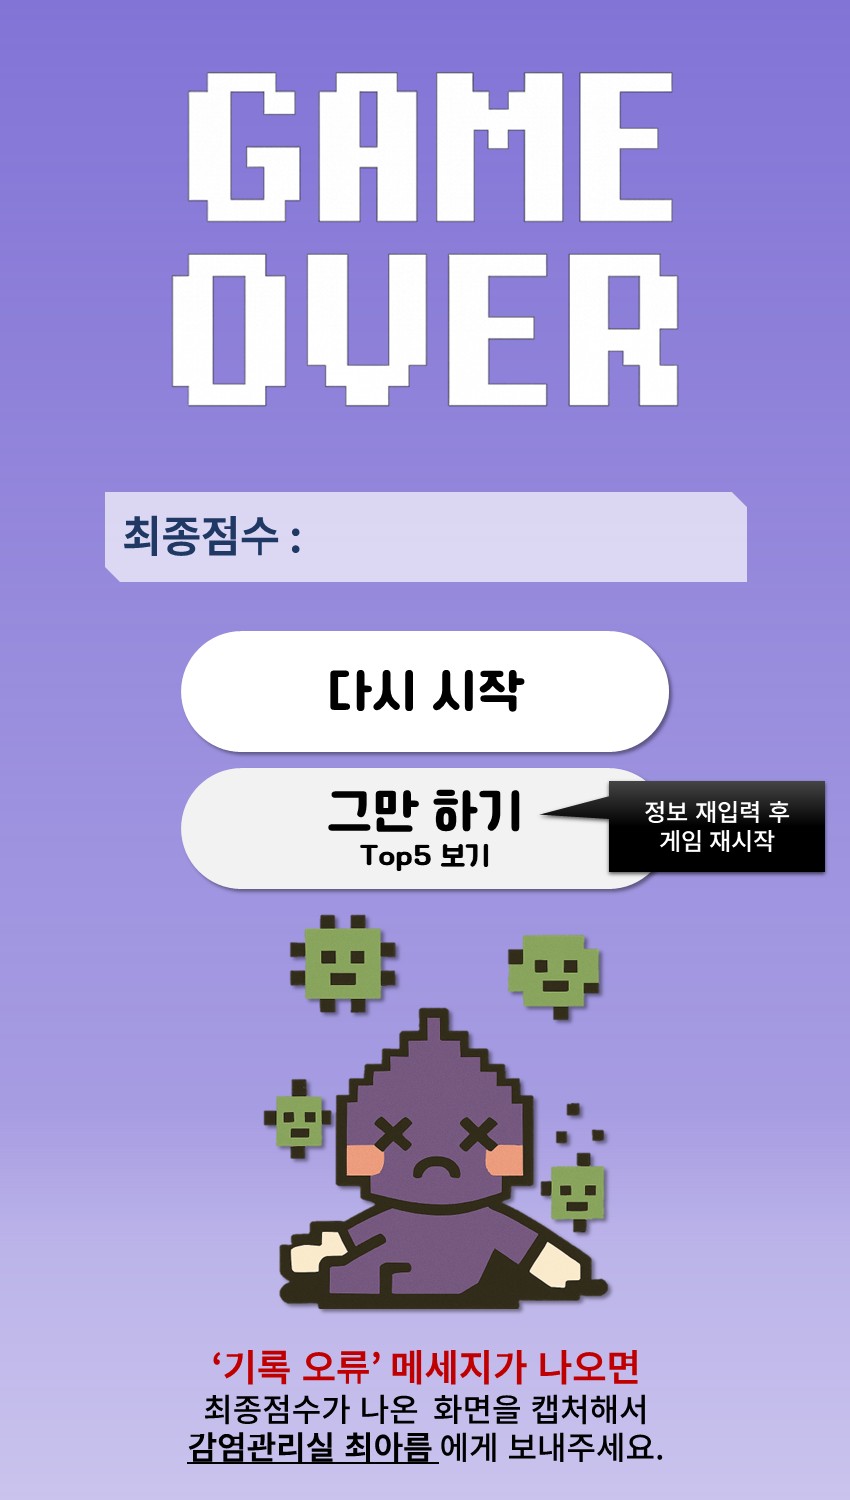 GAME
OVER
최종점수 :
다시 시작
그만 하기
Top5 보기
정보 재입력 후
게임 재시작
‘기록 오류’ 메세지가 나오면
최종점수가 나온 화면을 캡처해서
감염관리실 최아름 에게 보내주세요.